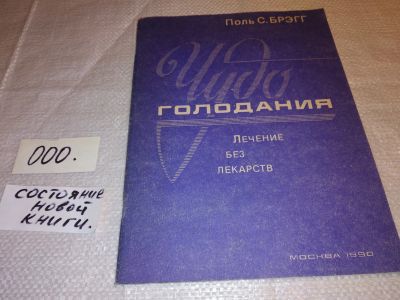 Поль С. БРЭГГ
Чудо
ГОЛОДАНИЯ
ЛЕЧЕНИЕ
БЕЗ
ЛЕКАРСТВ
МОСКВА 1990
000.
СОСТОЯНИЕ
НОВОЙ
КНИГИ.